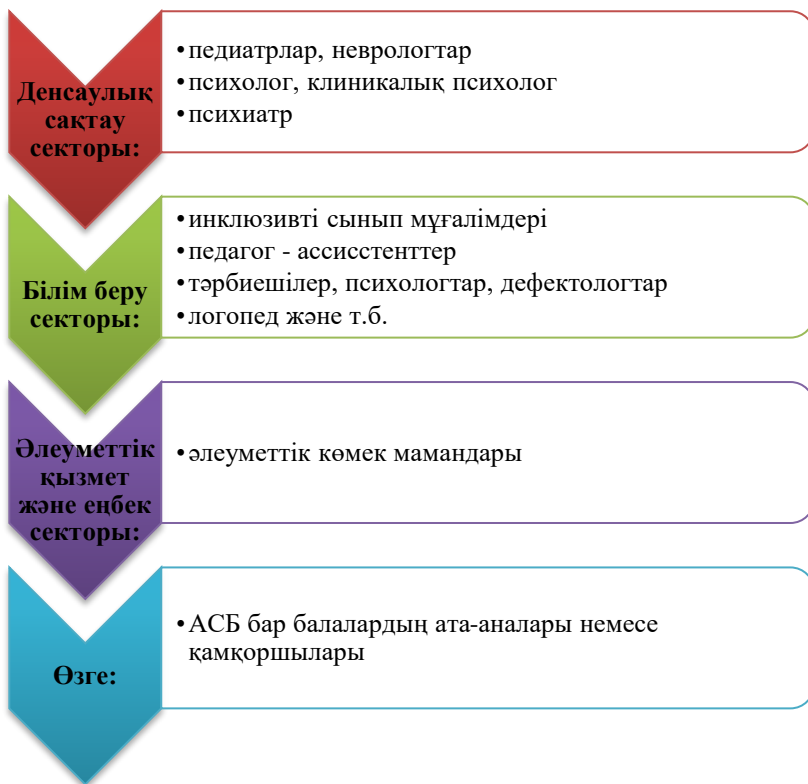 Денсаулық
сақтау
секторы:
•педиатрлар, неврологтар
•психолог, клиникалық психолог
•психиатр
Білім беру
секторы:
•инклюзивті сынып мұғалімдері
•педагог - ассисстенттер
•тәрбиешілер, психологтар, дефектологтар
•логопед және т.б.
Әлеуметтік
қызмет
және еңбек
секторы:
•әлеуметтік көмек мамандары
Өзге:
•АСБ бар балалардың ата-аналары немесе
қамқоршылары